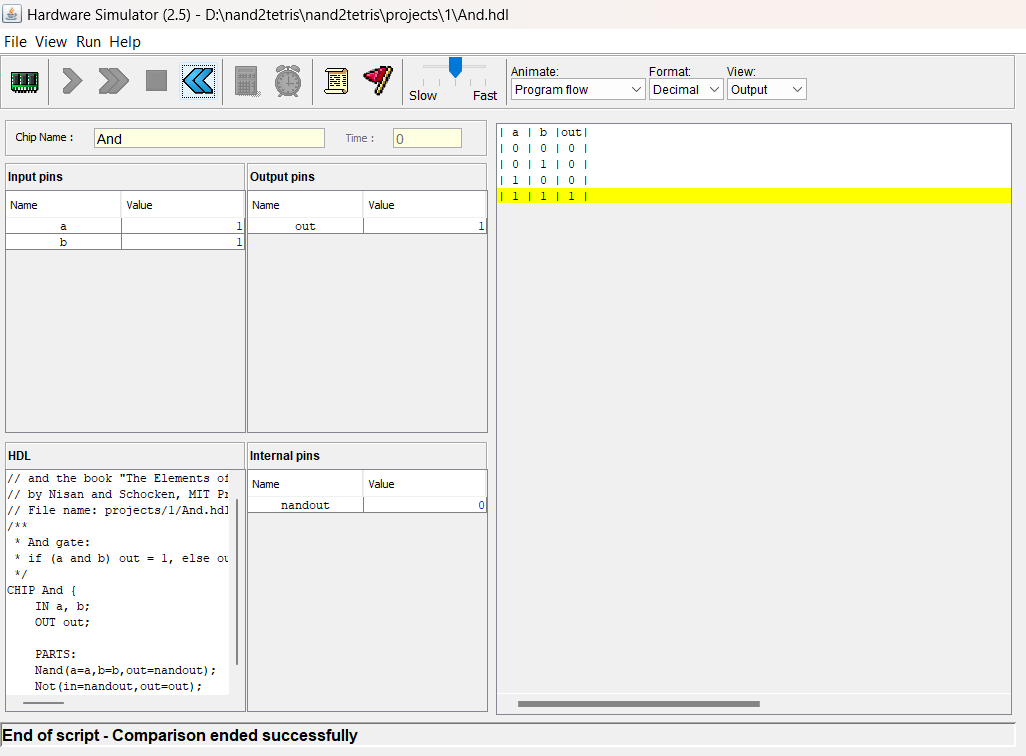 Hardware Simulator (2.5) - D:\nand2tetris\nand2tetris\projects\1\And.hdl
File View Run Help
Slow Fast
Animate: Format: View:
Program flow Decimal Output
Chip Name : And Time : 0
Input pins
Name Value
a 1
b 1
Output pins
Name Value
out 1
HDL
// and the book "The Elements of
// by Nisan and Schocken, MIT Pr
// File name: projects/1/And.hdl
/**
* And gate:
* if (a and b) out = 1, else ou
*/
CHIP And {
IN a, b;
OUT out;
PARTS:
Nand(a=a,b=b,out=nandout);
Not(in=nandout,out=out);
Internal pins
Name Value
nandout 0
| a | b |out|
| 0 | 0 | 0 |
| 0 | 1 | 0 |
| 1 | 0 | 0 |
| 1 | 1 | 1 |
End of script - Comparison ended successfully